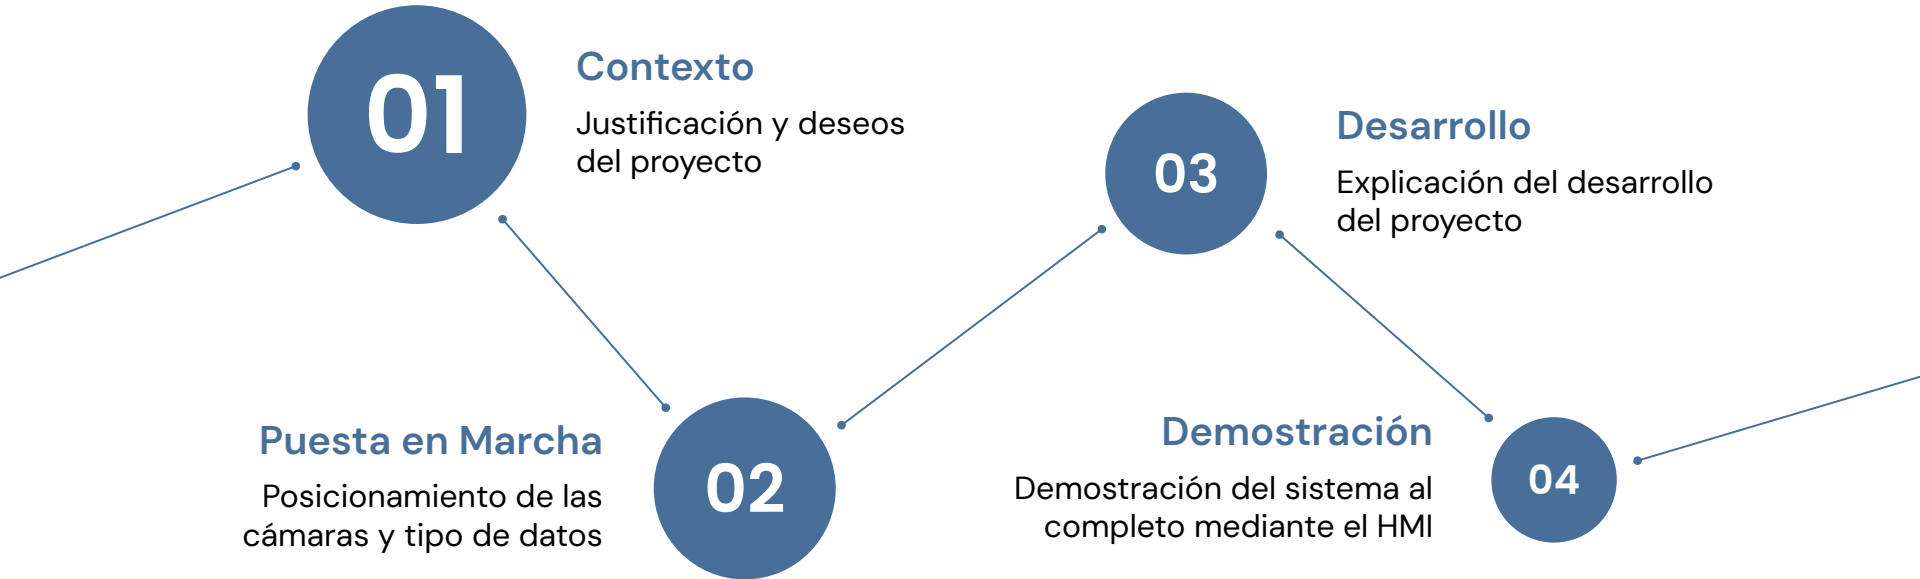 01
Contexto
Justificación y deseos
del proyecto
02
Puesta en Marcha
Posicionamiento de las
cámaras y tipo de datos
03
Desarrollo
Explicación del desarrollo
del proyecto
04
Demostración
Demostración del sistema al
completo mediante el HMI